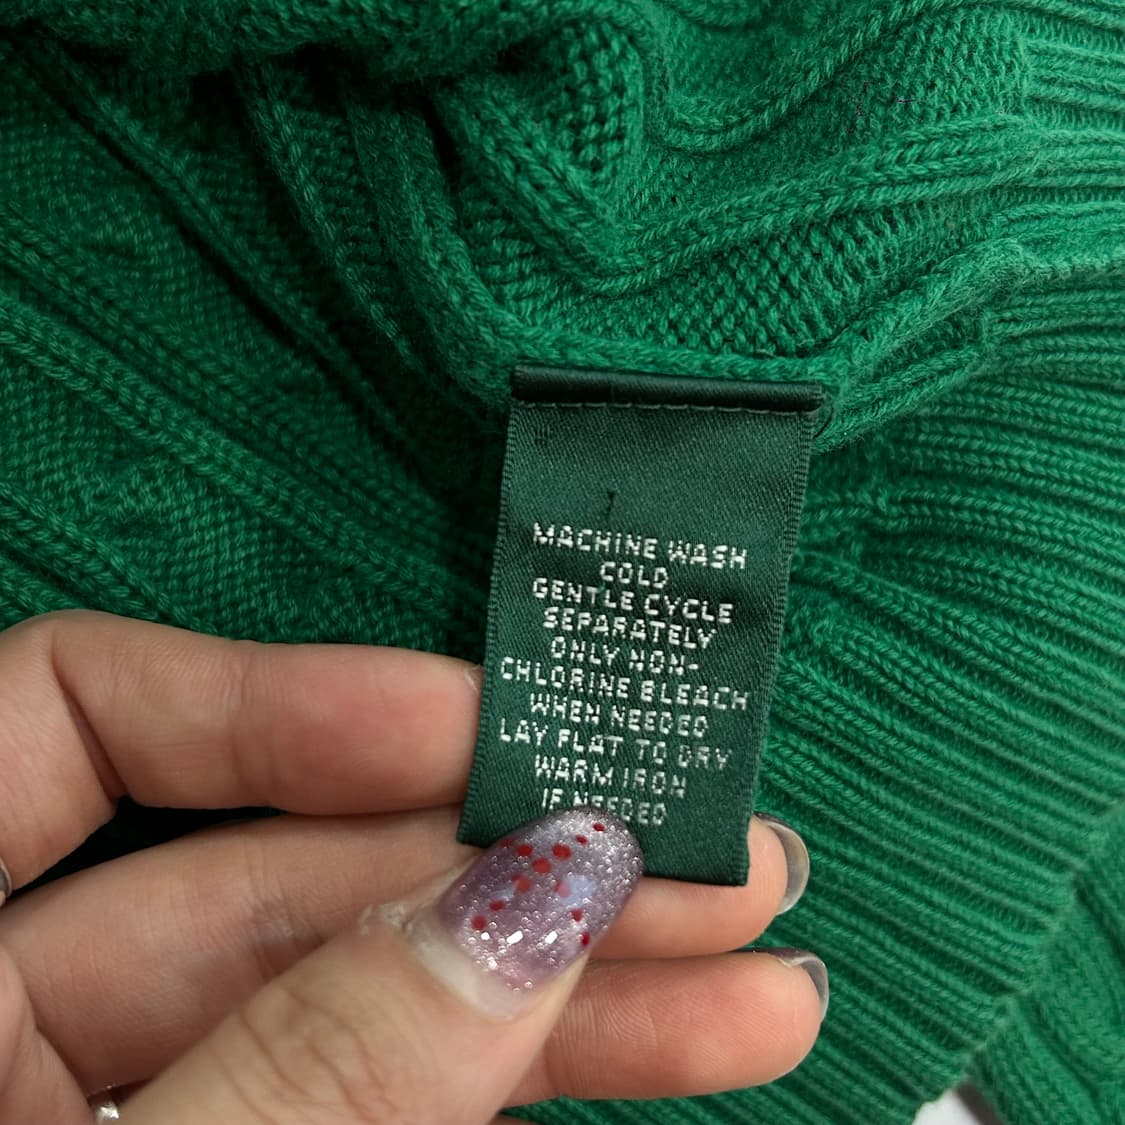 MACHINE WASH
COLD
GENTLE CYCLE
SEPARATELY
ONLY NON-
CHLORINE BLEACH
WHEN NEEDED
LAY FLAT TO DRY
WARM IRON
IF NEEDED